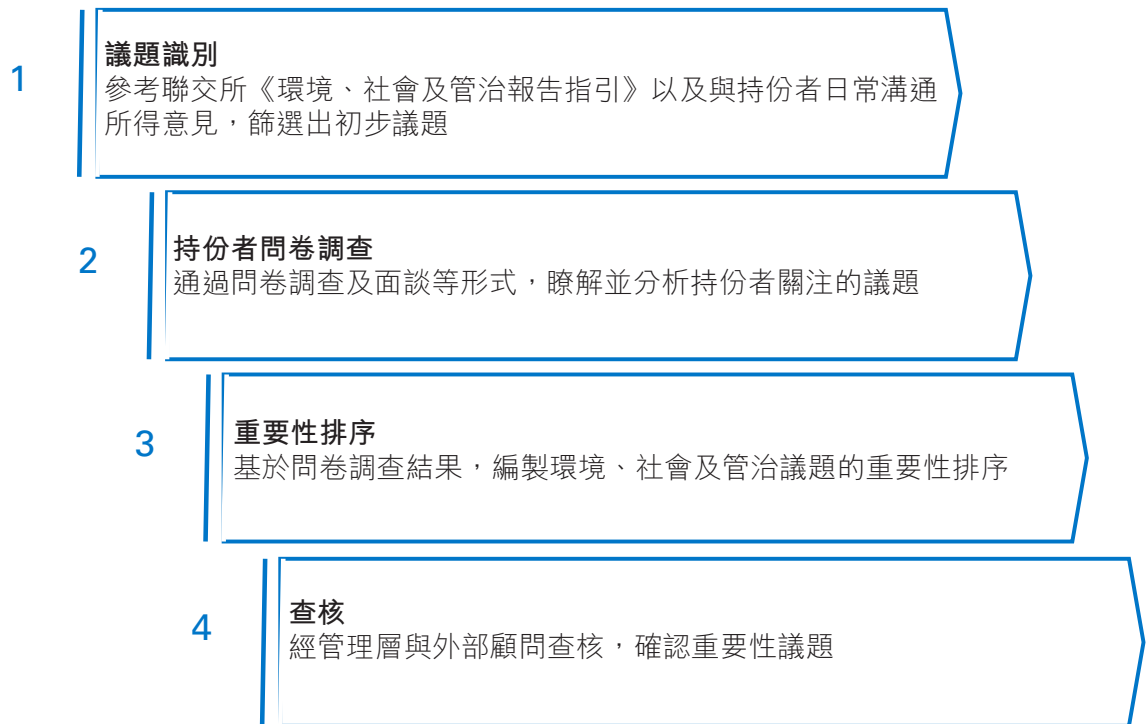 1
議題識別
參考聯交所《環境、社會及管治報告指引》以及與持份者日常溝通
所得意見，篩選出初步議題
2
持份者問卷調查
通過問卷調查及面談等形式，瞭解並分析持份者關注的議題
3
重要性排序
基於問卷調查結果，編製環境、社會及管治議題的重要性排序
4
查核
經管理層與外部顧問查核，確認重要性議題